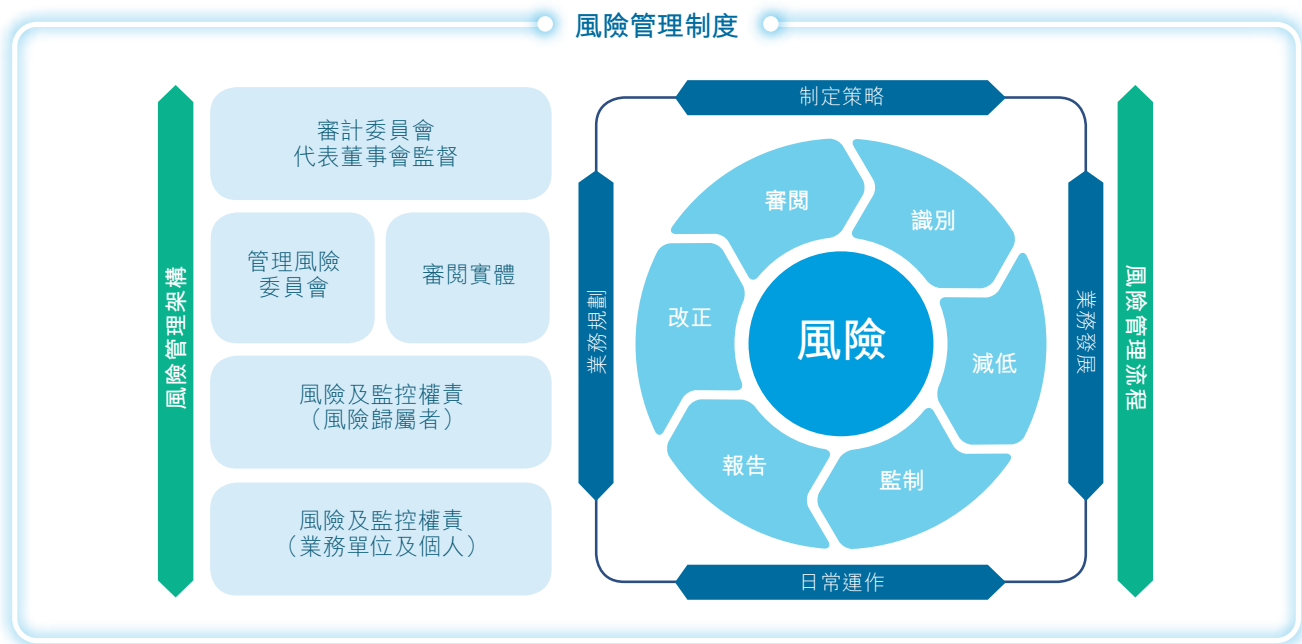 風險管理制度
風險管理架構
審計委員會
代表董事會監督
管理風險
委員會
審閱實體
風險及監控權責
（風險歸屬者）
風險及監控權責
（業務單位及個人）
制定策略
業務規劃
業務發展
日常運作
風險
審閱
識別
減低
監制
報告
改正
風險管理流程